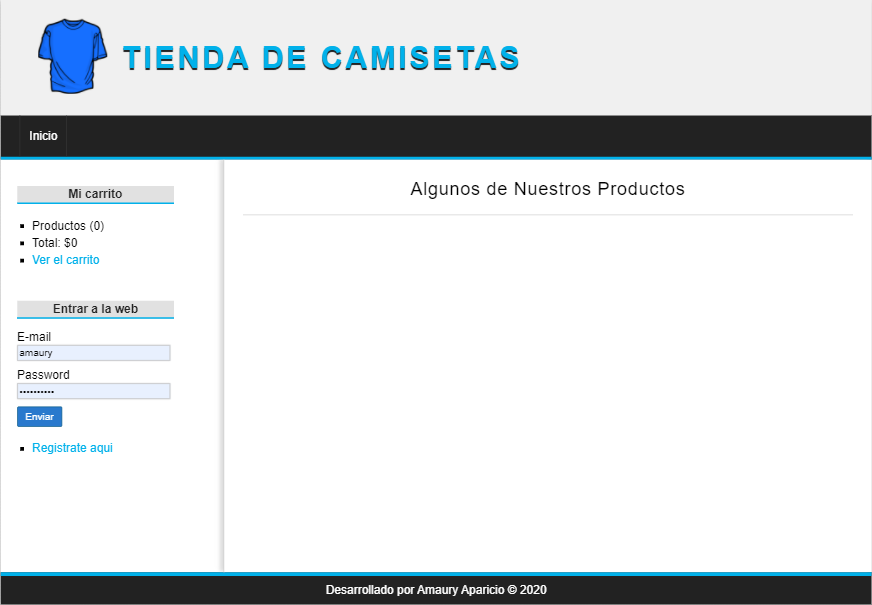 TIENDA DE CAMISETAS
Inicio
Mi carrito
Productos (0)
Total: $0
Ver el carrito
Entrar a la web
E-mail
amaury
Password
••••••••••
Enviar
Registrate aqui
Algunos de Nuestros Productos
Desarrollado por Amaury Aparicio © 2020